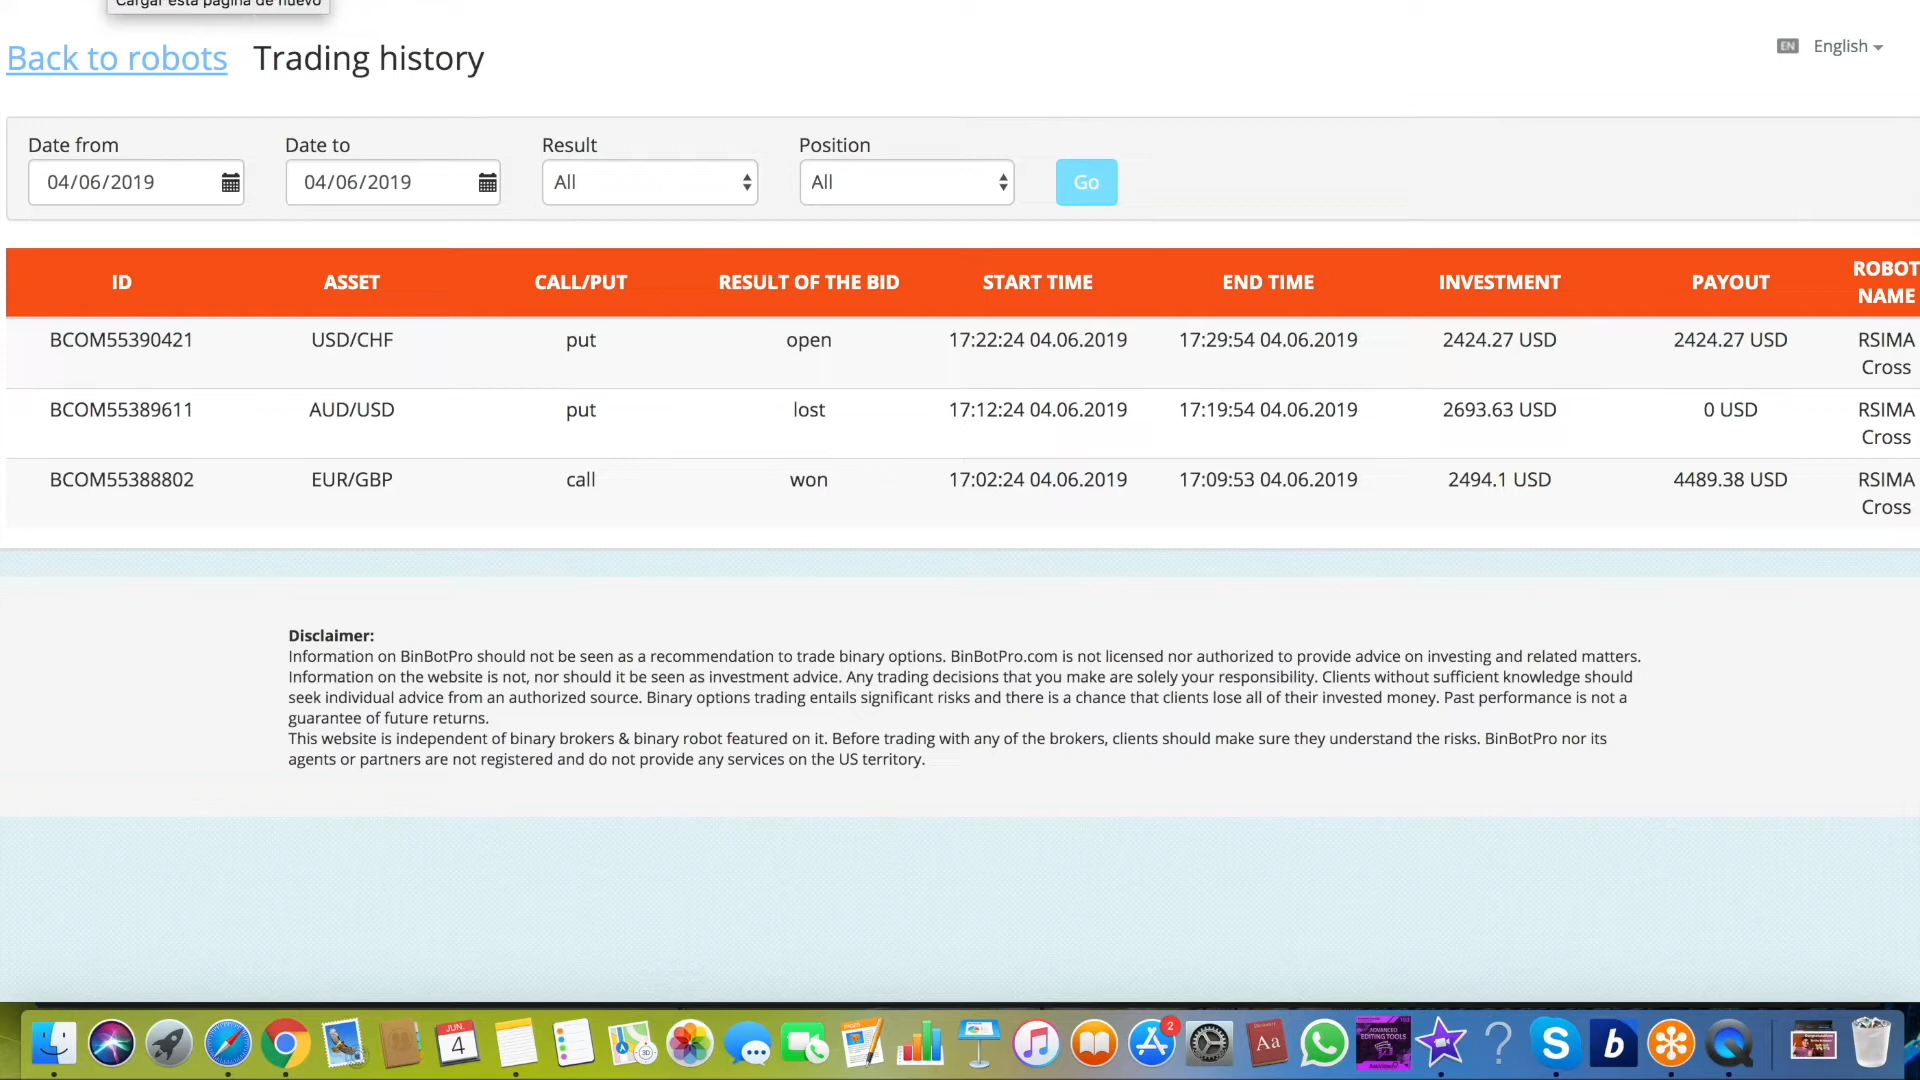 Cargar esta página de nuevo
Back to robots Trading history
EN English
Date from Date to Result Position
04/06/2019 04/06/2019 All All Go
ID ASSET CALL/PUT RESULT OF THE BID START TIME END TIME INVESTMENT PAYOUT ROBOT NAME
BCOM55390421 USD/CHF put open 17:22:24 04.06.2019 17:29:54 04.06.2019 2424.27 USD 2424.27 USD RSIMA
Cross
BCOM55389611 AUD/USD put lost 17:12:24 04.06.2019 17:19:54 04.06.2019 2693.63 USD 0 USD RSIMA
Cross
BCOM55388802 EUR/GBP call won 17:02:24 04.06.2019 17:09:53 04.06.2019 2494.1 USD 4489.38 USD RSIMA
Cross
Disclaimer:
Information on BinBotPro should not be seen as a recommendation to trade binary options. BinBotPro.com is not licensed nor authorized to provide advice on investing and related matters.
Information on the website is not, nor should it be seen as investment advice. Any trading decisions that you make are solely your responsibility. Clients without sufficient knowledge should
seek individual advice from an authorized source. Binary options trading entails significant risks and there is a chance that clients lose all of their invested money. Past performance is not a
guarantee of future returns.
This website is independent of binary brokers & binary robot featured on it. Before trading with any of the brokers, clients should make sure they understand the risks. BinBotPro nor its
agents or partners are not registered and do not provide any services on the US territory.
JUN.
4
3D
PAGES
2
Aa
ADVANCED
EDITING TOOLS
?
S
b